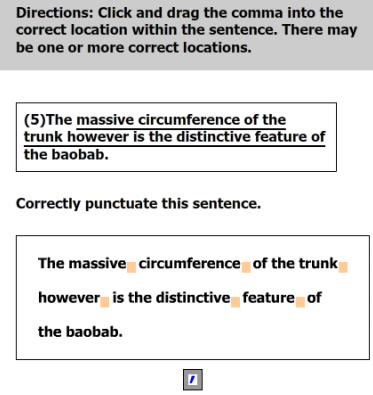 Directions: Click and drag the comma into the
correct location within the sentence. There may
be one or more correct locations.
(5)The massive circumference of the
trunk however is the distinctive feature of
the baobab.
Correctly punctuate this sentence.
The massive circumference of the trunk
however is the distinctive feature of
the baobab.
,